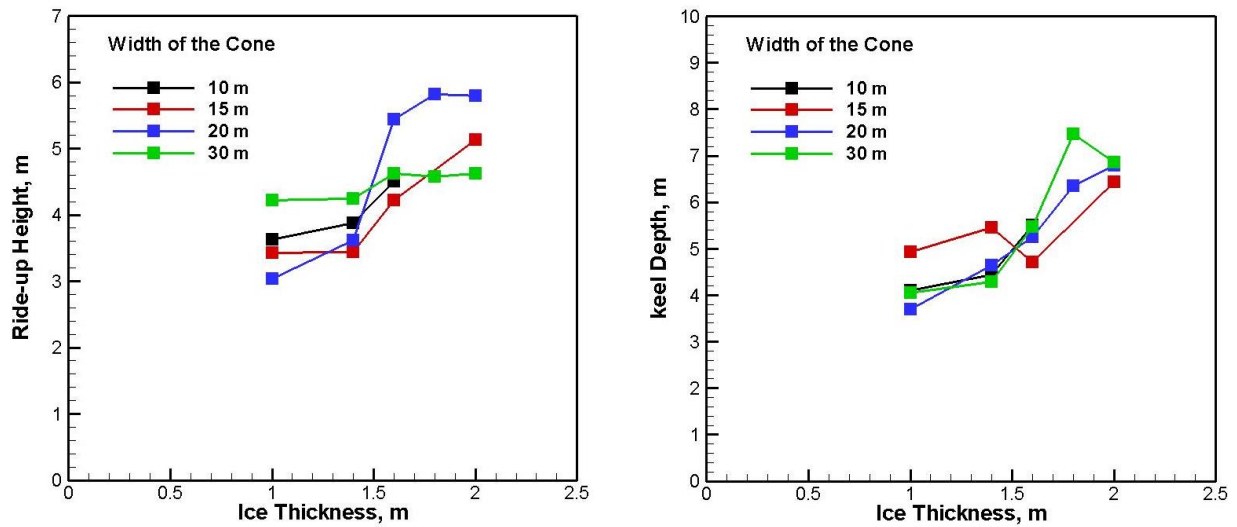 Width of the Cone
10 m
15 m
20 m
30 m
Ride-up Height, m
7
6
5
4
3
2
1
0
0
0.5
1
1.5
2
2.5
Ice Thickness, m
Width of the Cone
10 m
15 m
20 m
30 m
keel Depth, m
10
9
8
7
6
5
4
3
2
1
0
0
0.5
1
1.5
2
2.5
Ice Thickness, m